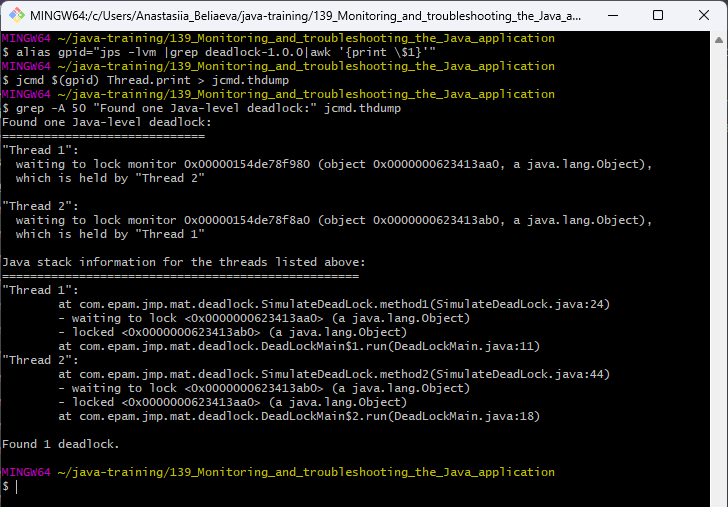 MINGW64:/c/Users/Anastasiia_Beliaeva/java-training/139_Monitoring_and_troubleshooting_the_Java_a...
MINGW64 ~/java-training/139_Monitoring_and_troubleshooting_the_Java_application
$ alias gpid="jps -lvm |grep deadlock-1.0.0|awk '{print \$1}'"
MINGW64 ~/java-training/139_Monitoring_and_troubleshooting_the_Java_application
$ jcmd $(gpid) Thread.print > jcmd.thdump
MINGW64 ~/java-training/139_Monitoring_and_troubleshooting_the_Java_application
$ grep -A 50 "Found one Java-level deadlock:" jcmd.thdump
Found one Java-level deadlock:
=============================
"Thread 1":
  waiting to lock monitor 0x00000154de78f980 (object 0x0000000623413aa0, a java.lang.Object),
  which is held by "Thread 2"

"Thread 2":
  waiting to lock monitor 0x00000154de78f8a0 (object 0x0000000623413ab0, a java.lang.Object),
  which is held by "Thread 1"

Java stack information for the threads listed above:
===================================================
"Thread 1":
        at com.epam.jmp.mat.deadlock.SimulateDeadLock.method1(SimulateDeadLock.java:24)
        - waiting to lock <0x0000000623413aa0> (a java.lang.Object)
        - locked <0x0000000623413ab0> (a java.lang.Object)
        at com.epam.jmp.mat.deadlock.DeadLockMain$1.run(DeadLockMain.java:11)
"Thread 2":
        at com.epam.jmp.mat.deadlock.SimulateDeadLock.method2(SimulateDeadLock.java:44)
        - waiting to lock <0x0000000623413ab0> (a java.lang.Object)
        - locked <0x0000000623413aa0> (a java.lang.Object)
        at com.epam.jmp.mat.deadlock.DeadLockMain$2.run(DeadLockMain.java:18)

Found 1 deadlock.

MINGW64 ~/java-training/139_Monitoring_and_troubleshooting_the_Java_application
$